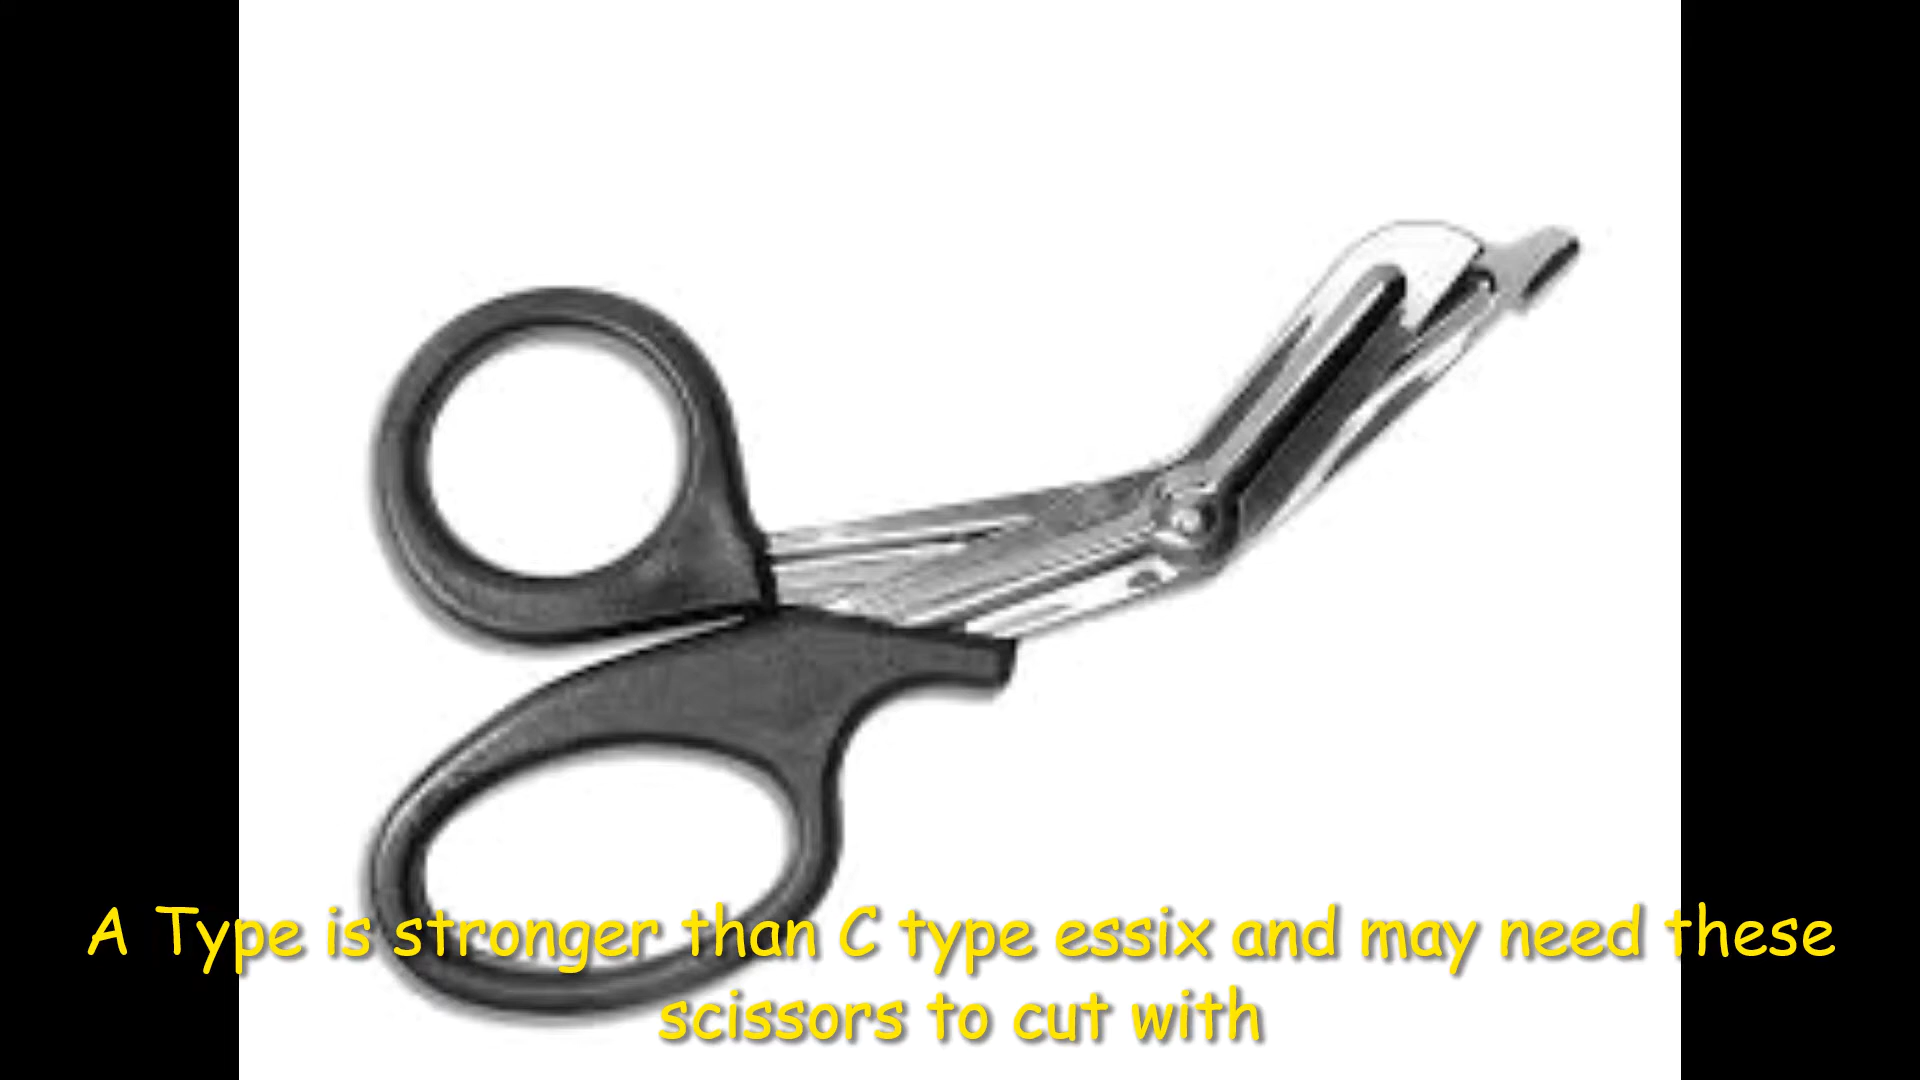 A Type is stronger than C type essix and may need these
scissors to cut with